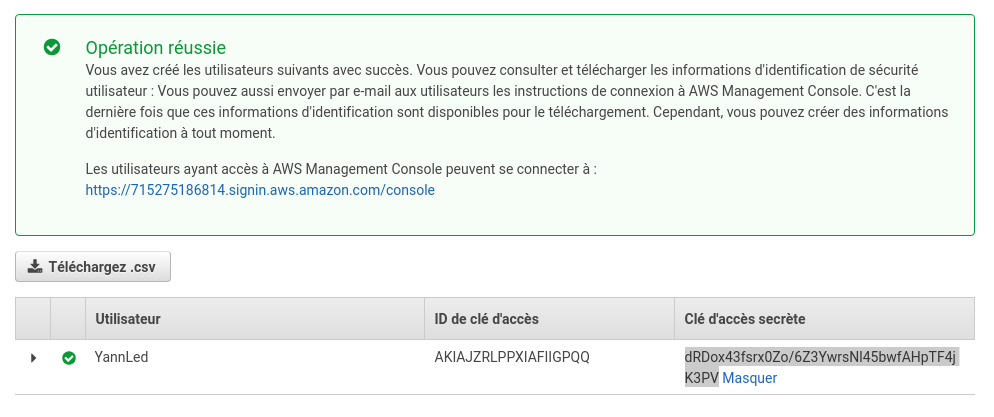 Opération réussie
Vous avez créé les utilisateurs suivants avec succès. Vous pouvez consulter et télécharger les informations d'identification de sécurité
utilisateur : Vous pouvez aussi envoyer par e-mail aux utilisateurs les instructions de connexion à AWS Management Console. C'est la
dernière fois que ces informations d'identification sont disponibles pour le téléchargement. Cependant, vous pouvez créer des informations
d'identification à tout moment.
Les utilisateurs ayant accès à AWS Management Console peuvent se connecter à :
https://715275186814.signin.aws.amazon.com/console
Téléchargez .csv
Utilisateur ID de clé d'accès Clé d'accès secrète
YannLed AKIAJZRLPPXIAFIIGPQQ
K3PV Masquer